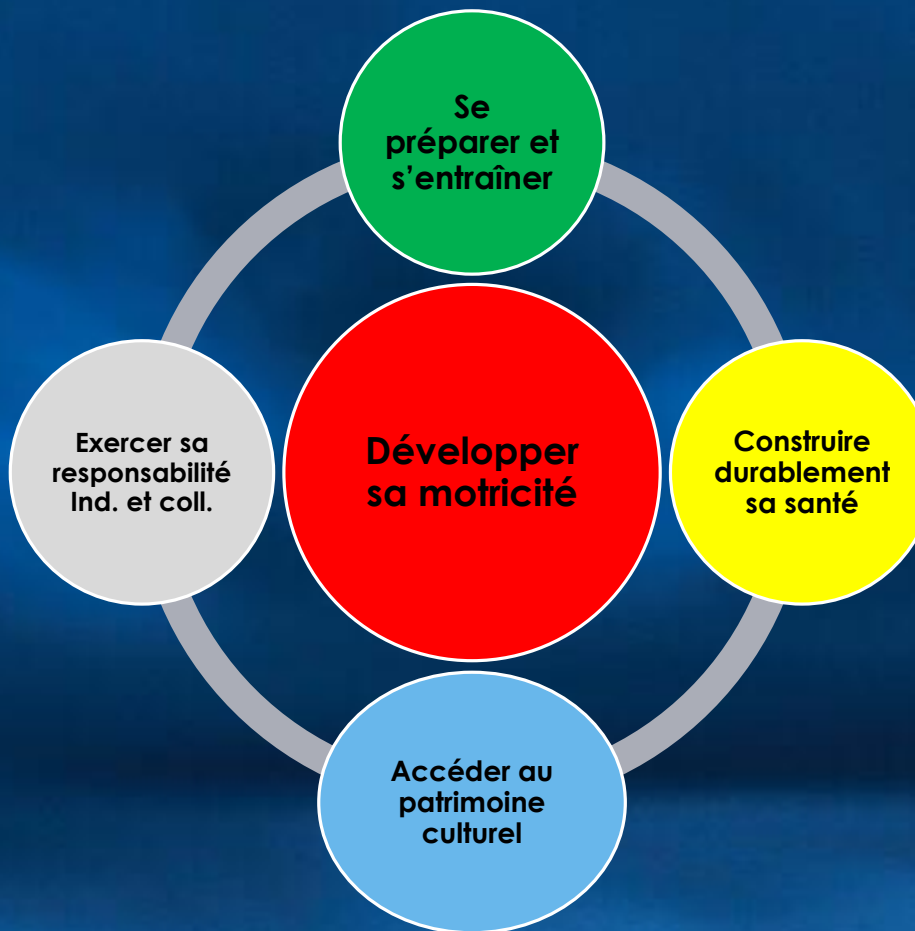 Se
préparer et
s’entraîner
Exercer sa
responsabilité
Ind. et coll.
Développer
sa motricité
Construire
durablement
sa santé
Accéder au
patrimoine
culturel